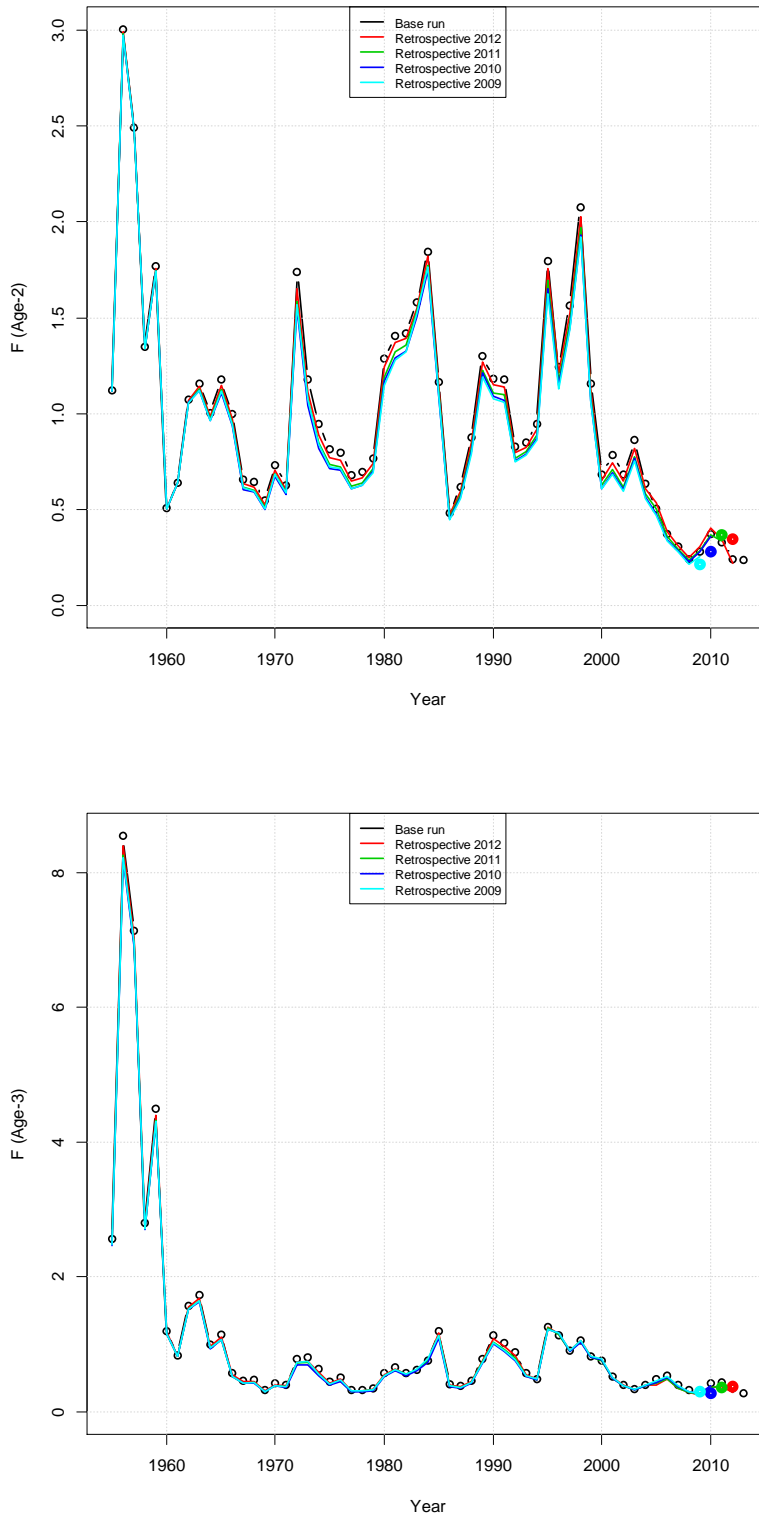 Base run
Retrospective 2012
Retrospective 2011
Retrospective 2010
Retrospective 2009
3.0
2.5
2.0
1.5
1.0
0.5
0.0
F (Age-2)
1960 1970 1980 1990 2000 2010
Year
Base run
Retrospective 2012
Retrospective 2011
Retrospective 2010
Retrospective 2009
8
6
4
2
0
F (Age-3)
1960 1970 1980 1990 2000 2010
Year